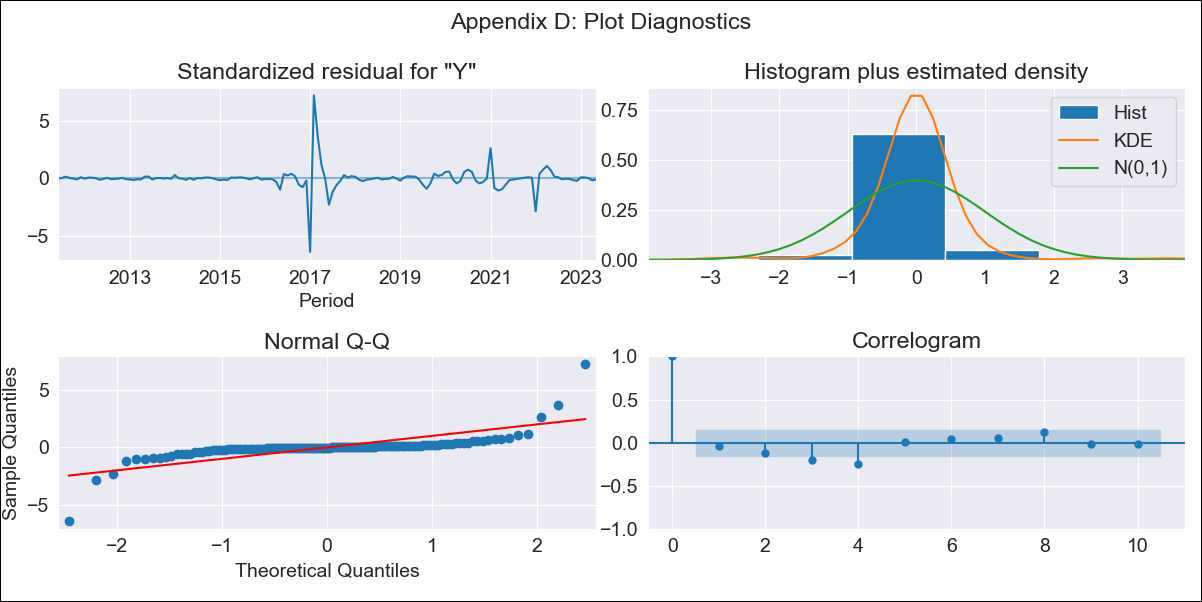 Appendix D: Plot Diagnostics
Standardized residual for "Y"
5
0
−5
2013 2015 2017 2019 2021 2023
Period
Histogram plus estimated density
0.75
0.50
0.25
0.00
Hist
KDE
N(0,1)
−3 −2 −1 0 1 2 3
Normal Q-Q
Sample Quantiles
5
0
−5
−2 −1 0 1 2
Theoretical Quantiles
Correlogram
1.0
0.5
0.0
−0.5
−1.0
0 2 4 6 8 10